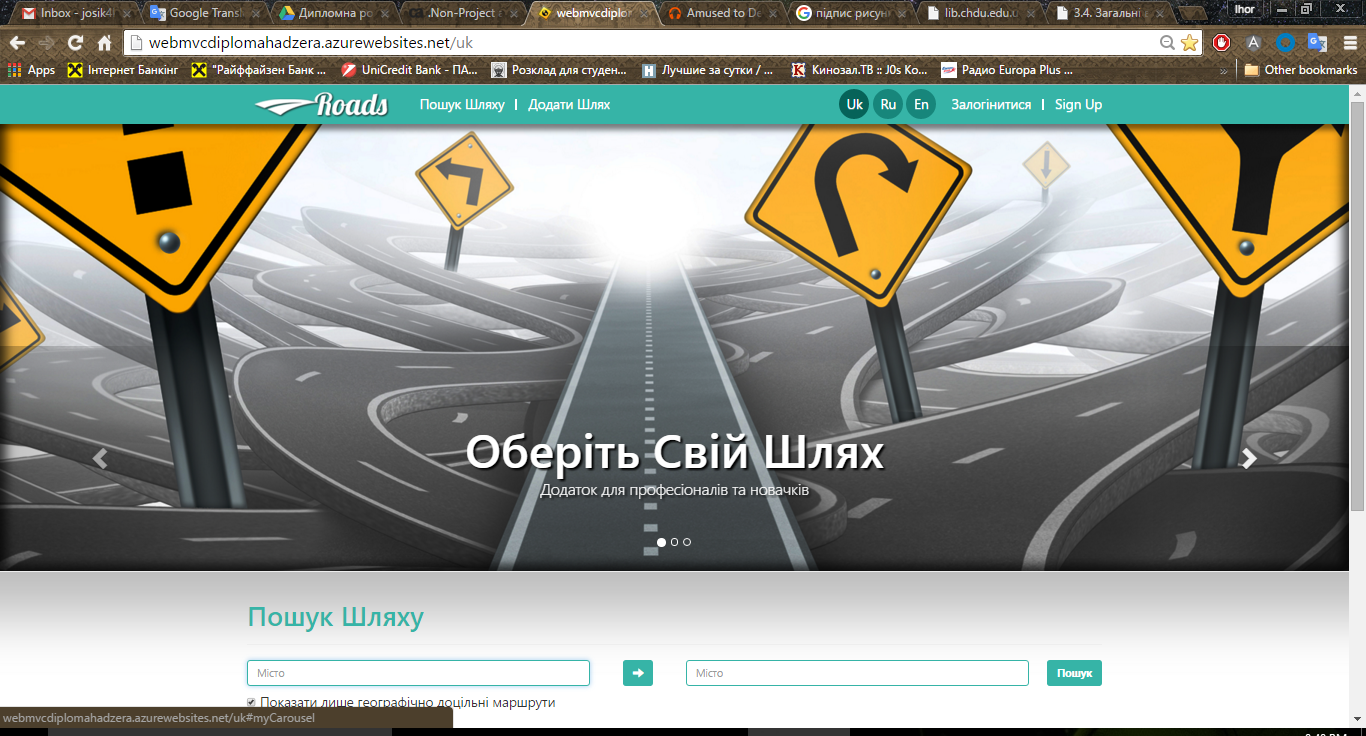 Inbox - josik4l
Google Transl
Дипломна ро
.Non-Project a
webmvcdiplom
Amused to De
підпис рисун
lib.chdu.edu.u
3.4. Загальні
Ihor
webmvcdiplomahadzera.azurewebsites.net/uk
Apps
Інтернет Банкінг
"Райффайзен Банк ...
UniCredit Bank - ПА...
Розклад для студен...
Лучшие за сутки / ...
Кинозал.ТВ :: J0s Ko...
Радио Europa Plus ...
»
Other bookmarks
Roads
Пошук Шляху | Додати Шлях
Uk Ru En
Залогінитися | Sign Up
Оберіть Свій Шлях
Додаток для професіоналів та новачків
Пошук Шляху
Місто
Місто
Пошук
Показати лише географічно доцільні маршрути
webmvcdiplomahadzera.azurewebsites.net/uk#myCarousel